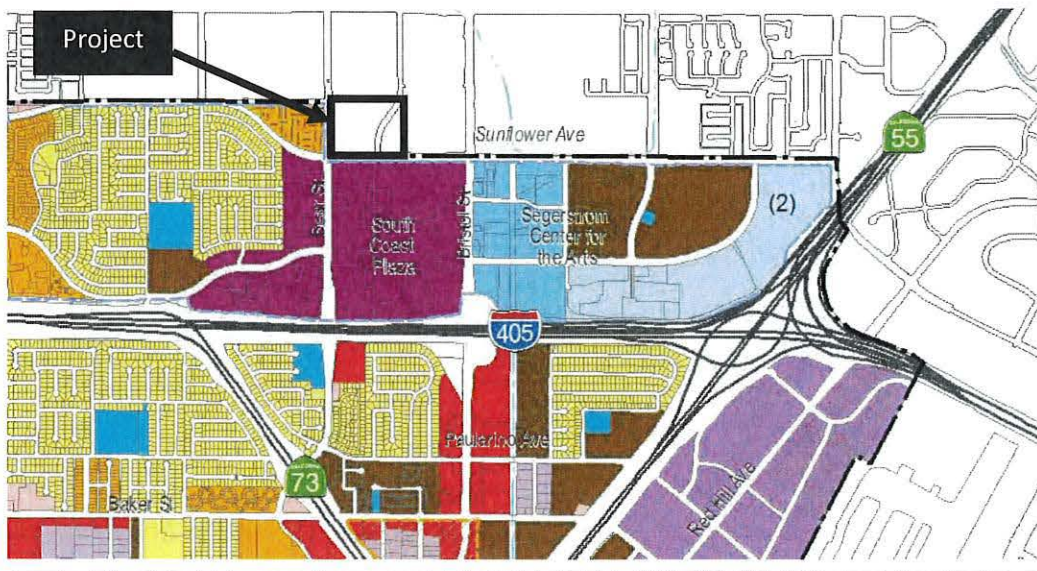 Project
Sunflower Ave
55
(2)
Bear St
South
Coast
Plaza
Bristol St
Segerstrom
Center for
the Arts
405
Paularino Ave
73
Baker St
Red Hill Ave